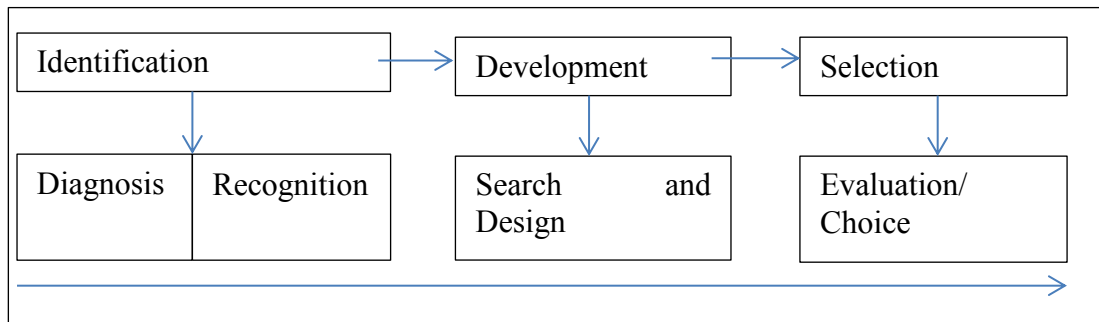 Identification
Development
Selection
Diagnosis
Recognition
Search and
Design
Evaluation/
Choice